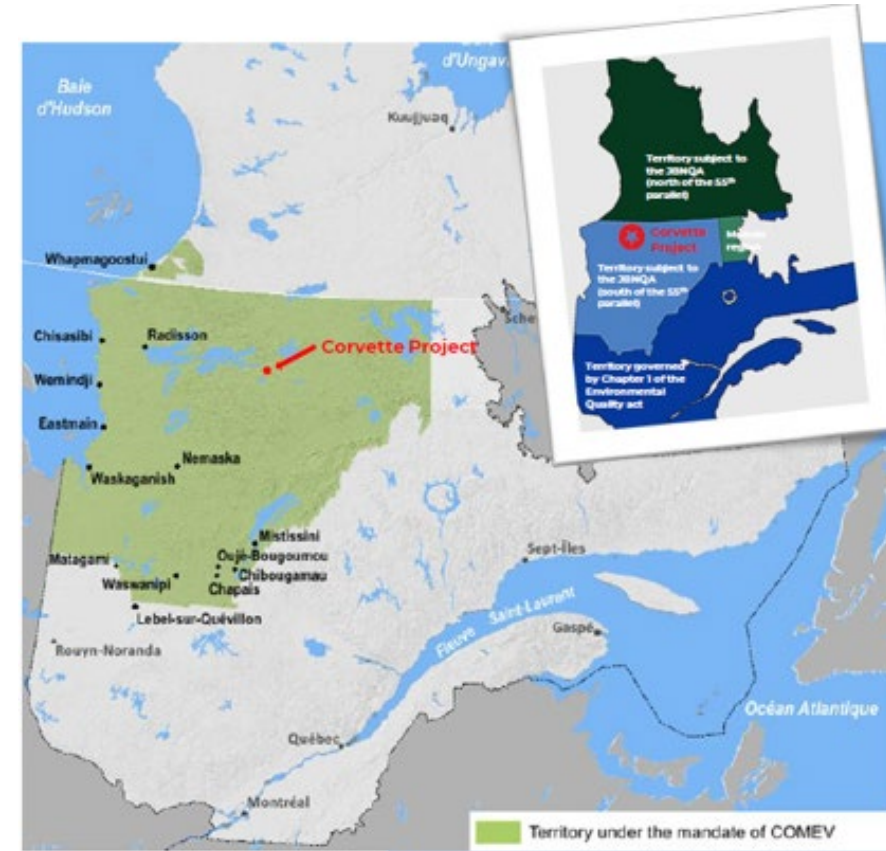 Baie
d'Hudson
d'Ungav
Kuujjuaq
Whapmagoostui
Chisasibi
Radisson
Corvette Project
Wemindji
Eastmain
Nemaska
Waskaganish
Mistissini
Oujé-Bougoumou
Matagami
Waswanipi
Chibougamau
Chapais
Lebel-sur-Quévillon
Rouyn-Noranda
Sche
Sept-Îles
Fleuve Saint-Laurent
Gaspé
Québec
Montréal
Océan Atlantique
Territory under the mandate of COMEV
Territory subject to
the JBNQA
(north of the 55th
parallel)
Corvette
Project
region
Territory subject to
the JBNQA
(south of the 55th
parallel)
Territory governed
by Chapter 1 of the
Environmental
Quality act